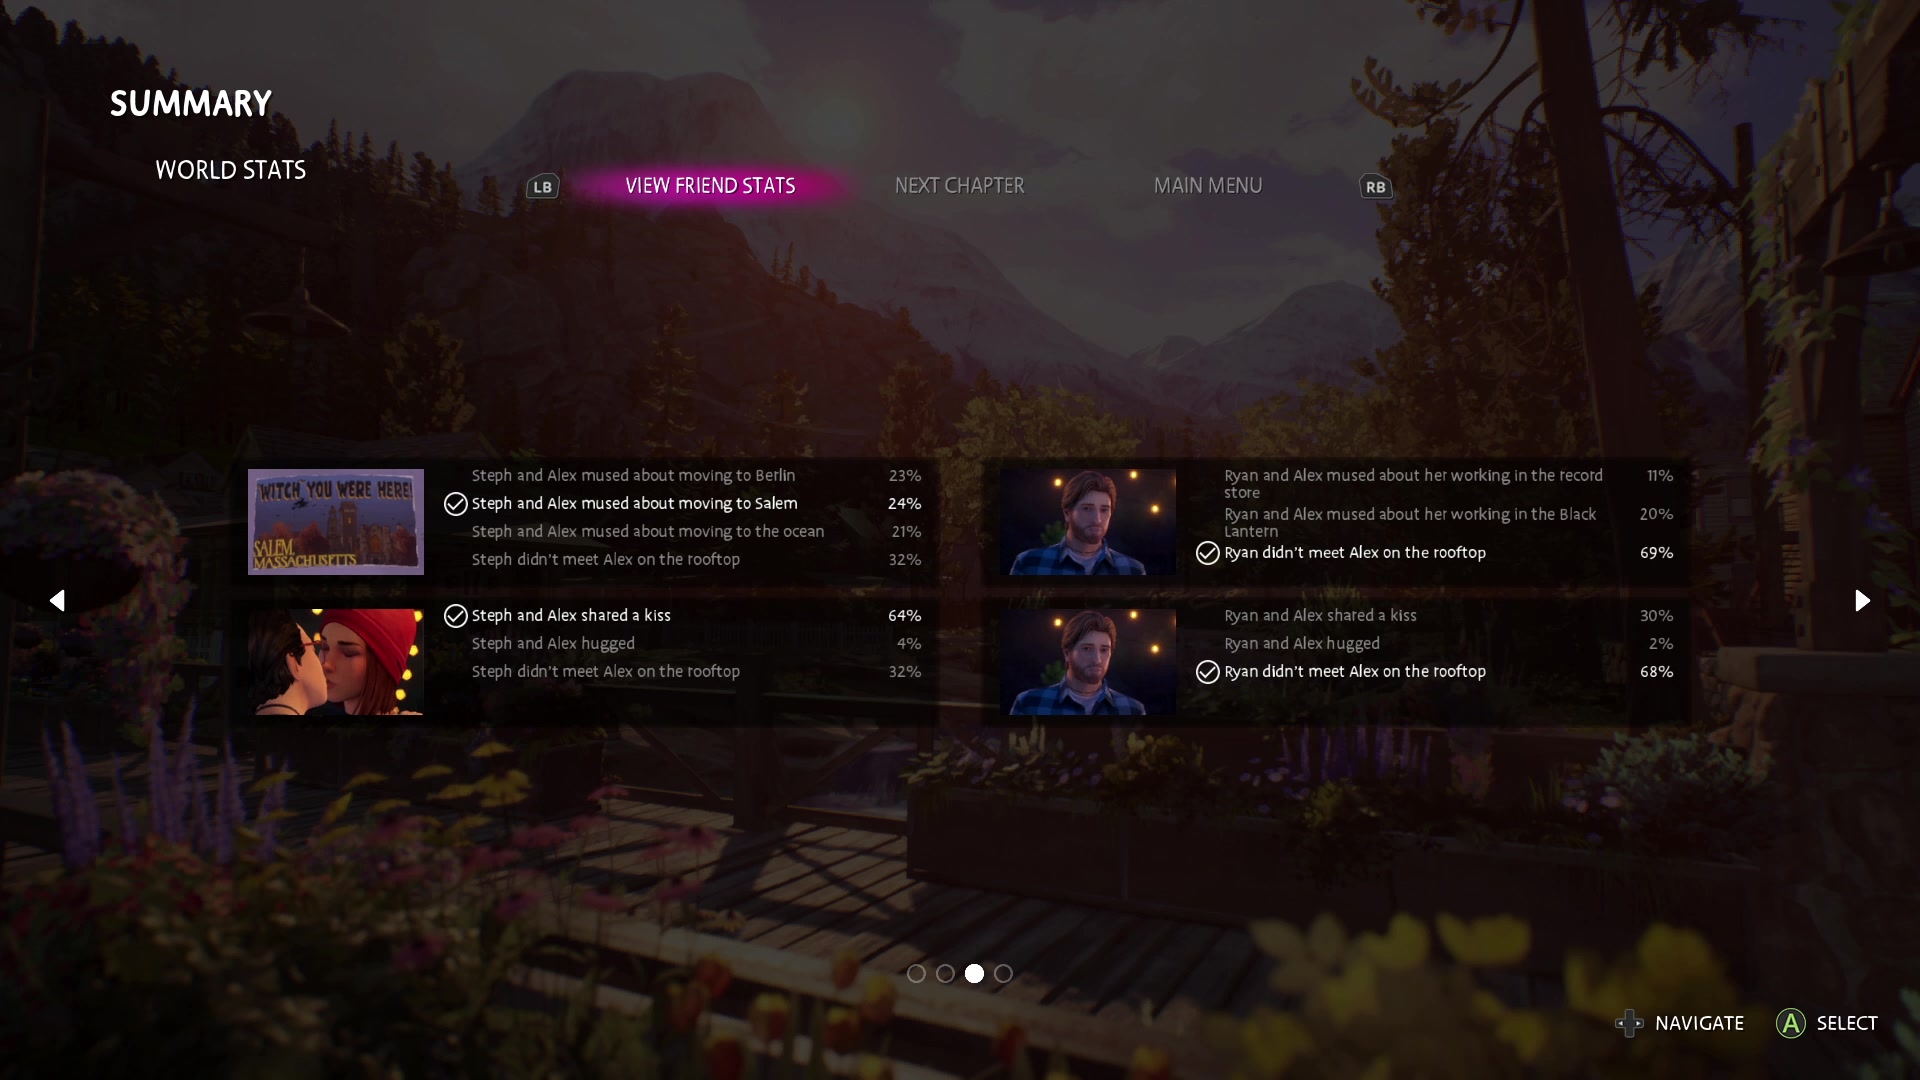 SUMMARY
WORLD STATS
LB
VIEW FRIEND STATS
NEXT CHAPTER
MAIN MENU
RB
WITCH YOU WERE HERE!
SALEM,
MASSACHUSETTS
Steph and Alex mused about moving to Berlin 23%
Steph and Alex mused about moving to Salem 24%
Steph and Alex mused about moving to the ocean 21%
Steph didn't meet Alex on the rooftop 32%
Ryan and Alex mused about her working in the record 11%
store
Ryan and Alex mused about her working in the Black 20%
Lantern
Ryan didn't meet Alex on the rooftop 69%
Steph and Alex shared a kiss 64%
Steph and Alex hugged 4%
Steph didn't meet Alex on the rooftop 32%
Ryan and Alex shared a kiss 30%
Ryan and Alex hugged 2%
Ryan didn't meet Alex on the rooftop 68%
NAVIGATE
A SELECT